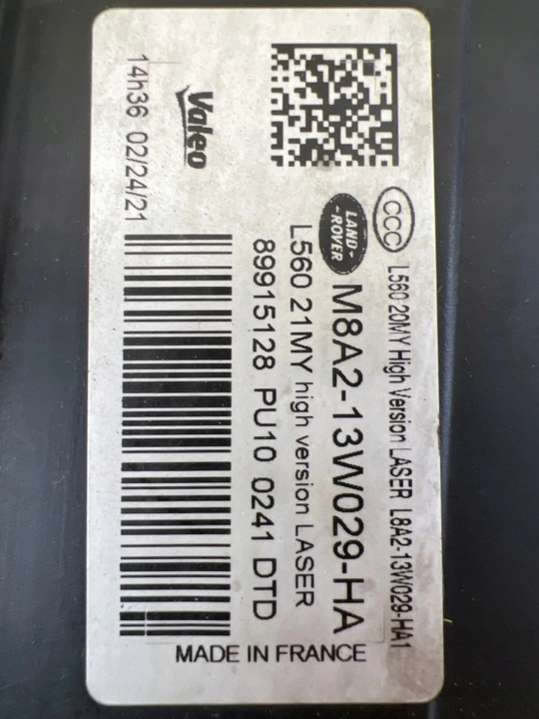 CCC L560 20MY High Version LASER L8A2-13W029-HA1
LAND-ROVER M8A2-13W029-HA
L560 21MY high version LASER
89915128 PU10 0241 DTD
Valeo
14h36 02/24/21
MADE IN FRANCE